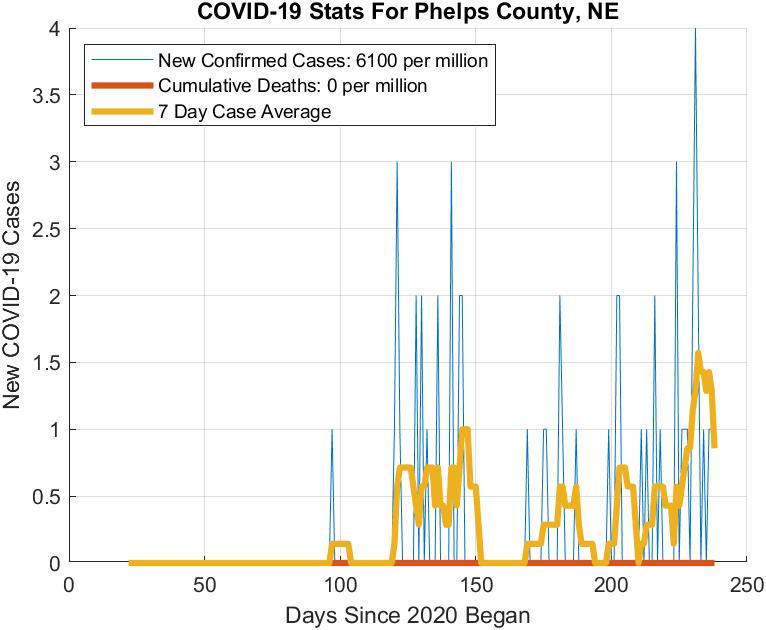 COVID-19 Stats For Phelps County, NE
New Confirmed Cases: 6100 per million
Cumulative Deaths: 0 per million
7 Day Case Average
New COVID-19 Cases
4
3.5
3
2.5
2
1.5
1
0.5
0
0 50 100 150 200 250
Days Since 2020 Began